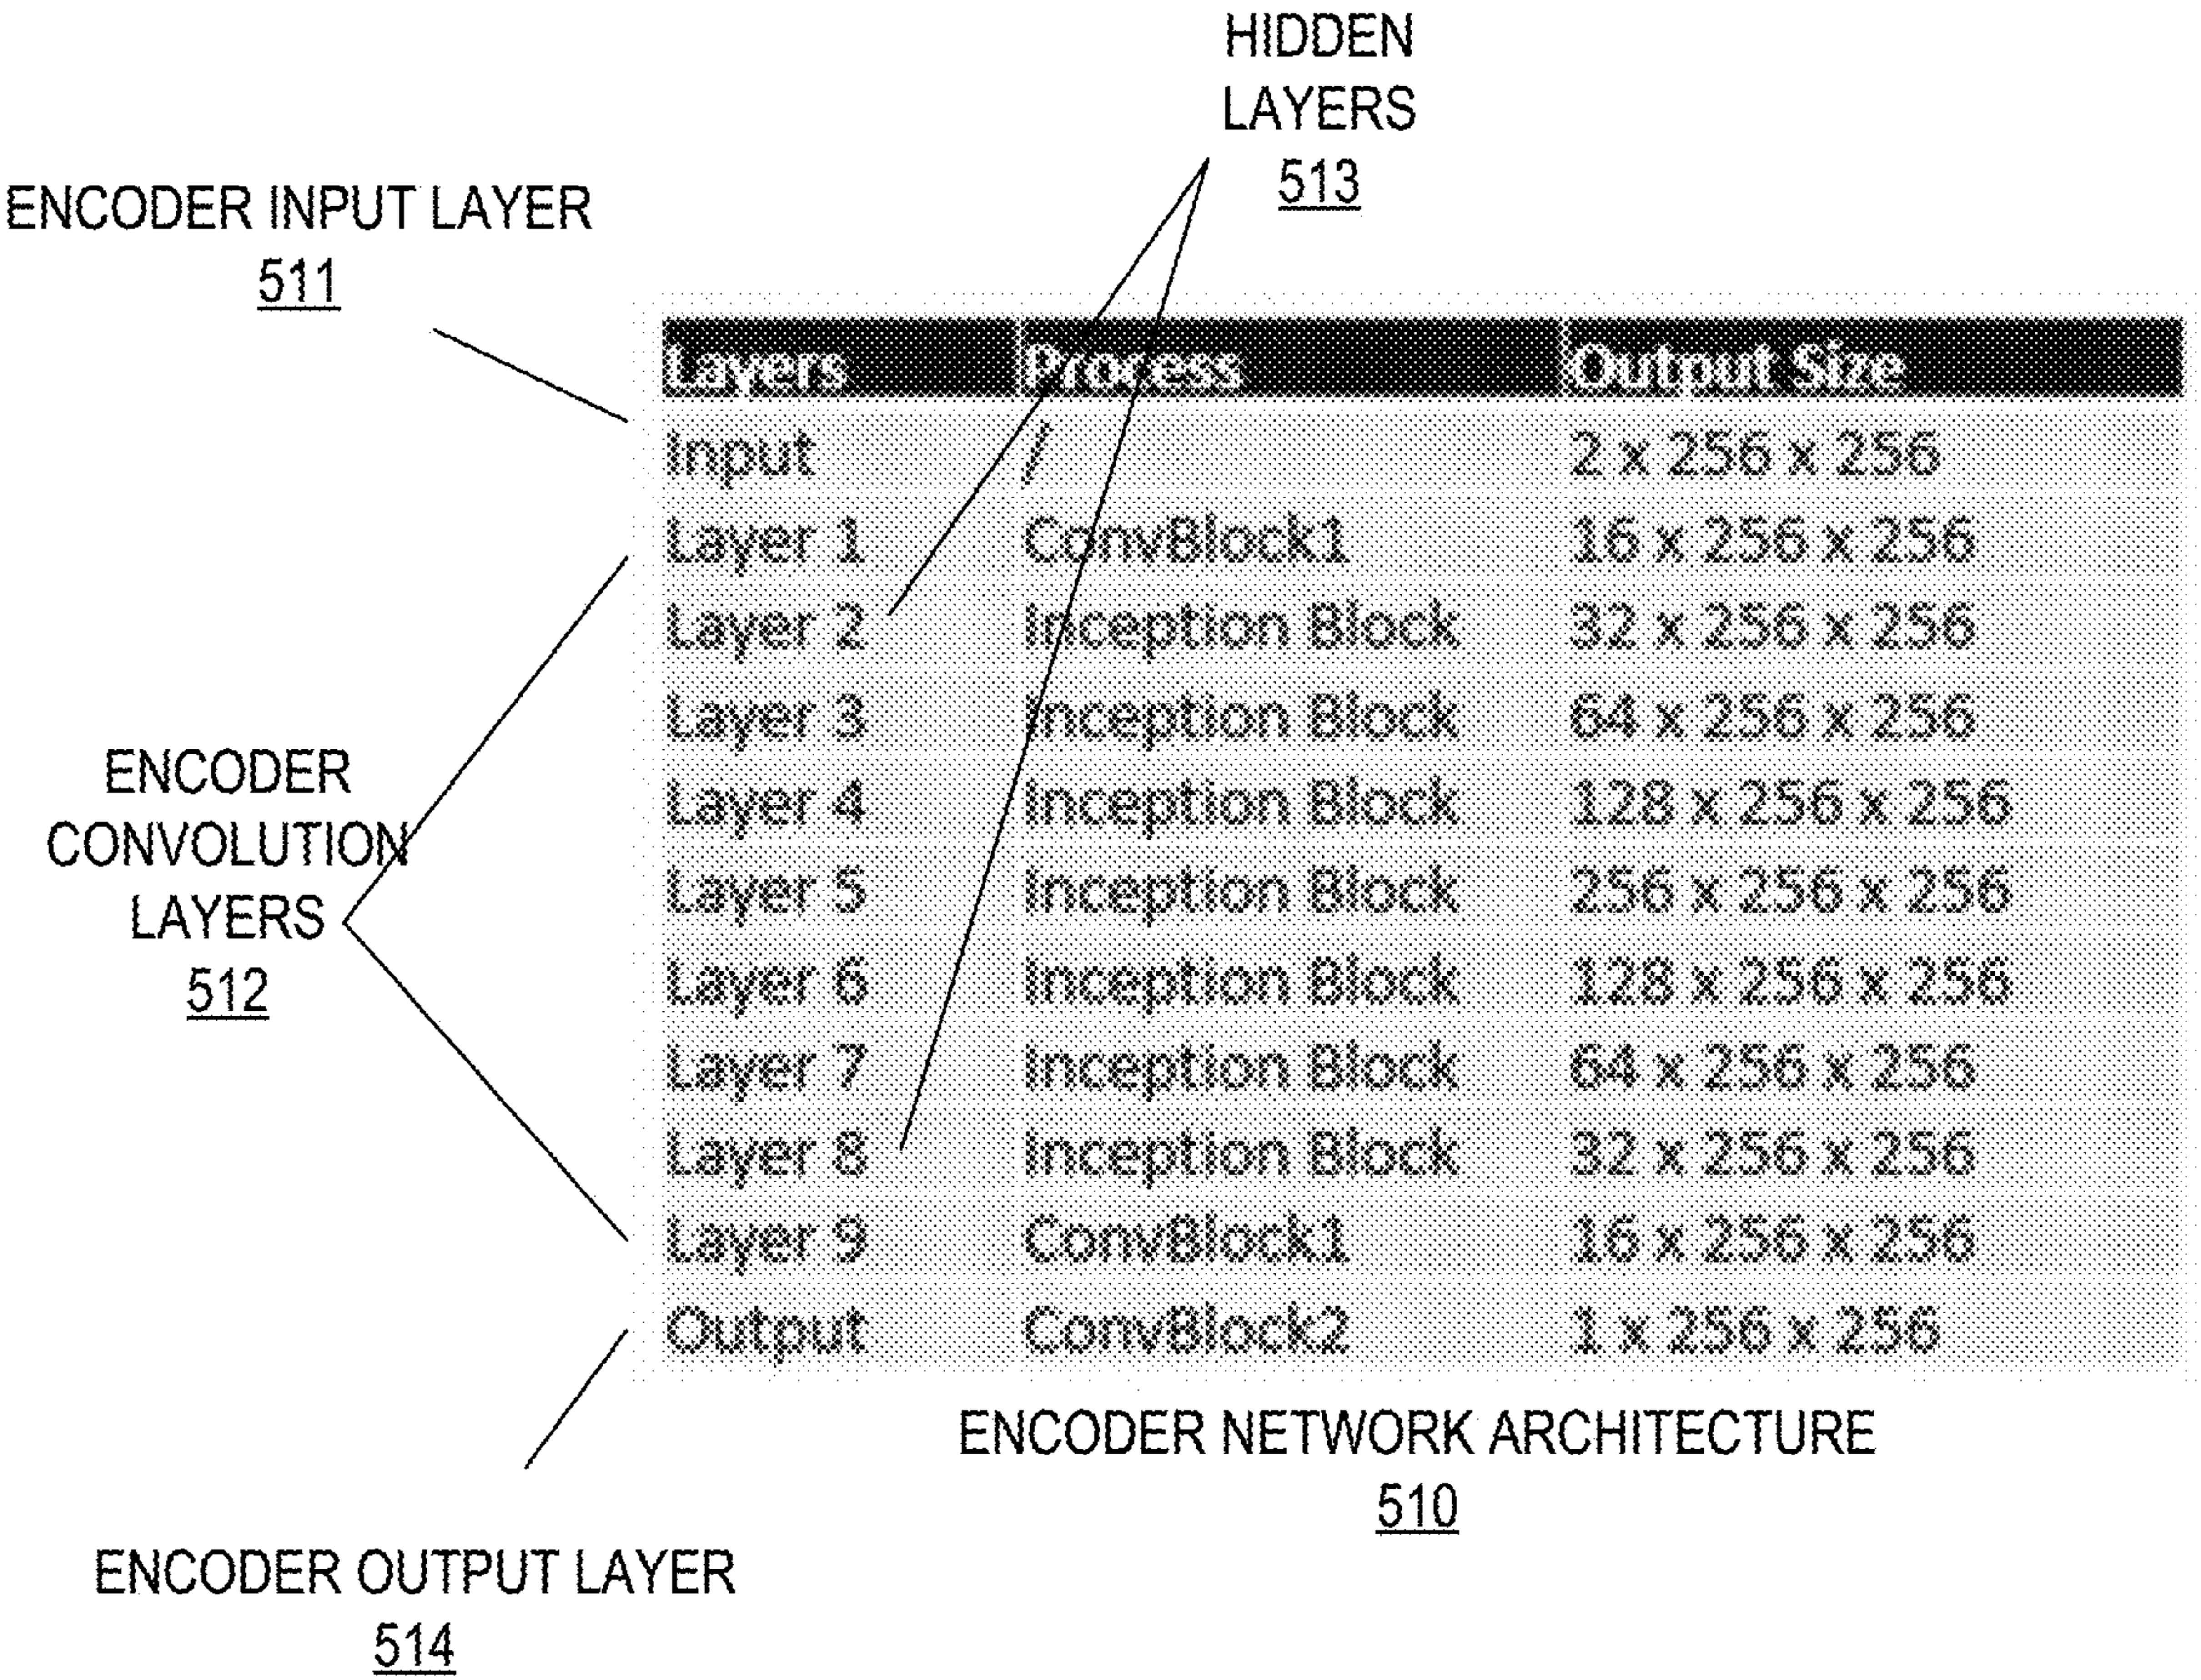 HIDDEN
LAYERS
513
ENCODER INPUT LAYER
511
Layers Process Output Size
Input / 2 x 256 x 256
Layer 1 ConvBlock1 16 x 256 x 256
Layer 2 Inception Block 32 x 256 x 256
Layer 3 Inception Block 64 x 256 x 256
Layer 4 Inception Block 128 x 256 x 256
Layer 5 Inception Block 256 x 256 x 256
Layer 6 Inception Block 128 x 256 x 256
Layer 7 Inception Block 64 x 256 x 256
Layer 8 Inception Block 32 x 256 x 256
Layer 9 ConvBlock1 16 x 256 x 256
Output ConvBlock2 1 x 256 x 256
ENCODER
CONVOLUTION
LAYERS
512
ENCODER NETWORK ARCHITECTURE
510
ENCODER OUTPUT LAYER
514